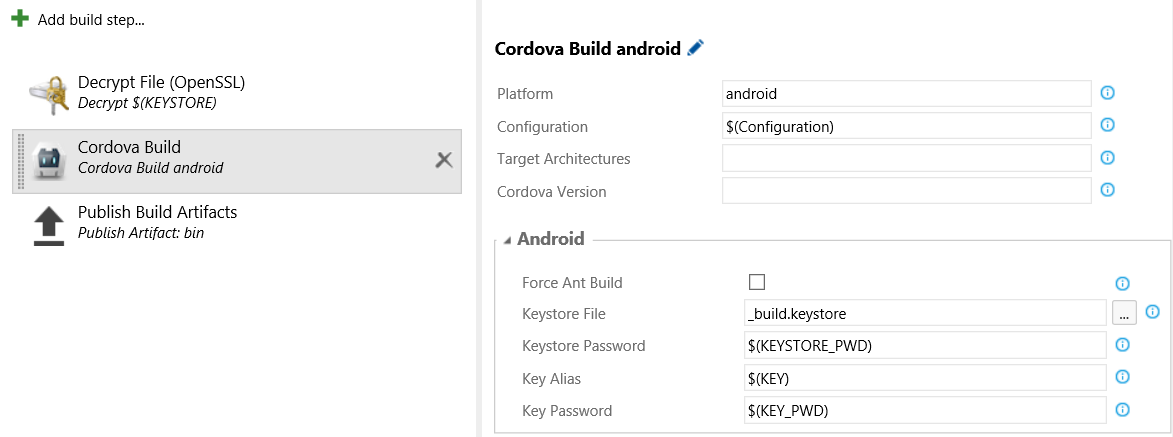 Add build step...
Decrypt File (OpenSSL)
Decrypt $(KEYSTORE)
Cordova Build
Cordova Build android
Publish Build Artifacts
Publish Artifact: bin
Cordova Build android
Platform android
Configuration $(Configuration)
Target Architectures
Cordova Version
Android
Force Ant Build
Keystore File _build.keystore ...
Keystore Password $(KEYSTORE_PWD)
Key Alias $(KEY)
Key Password $(KEY_PWD)